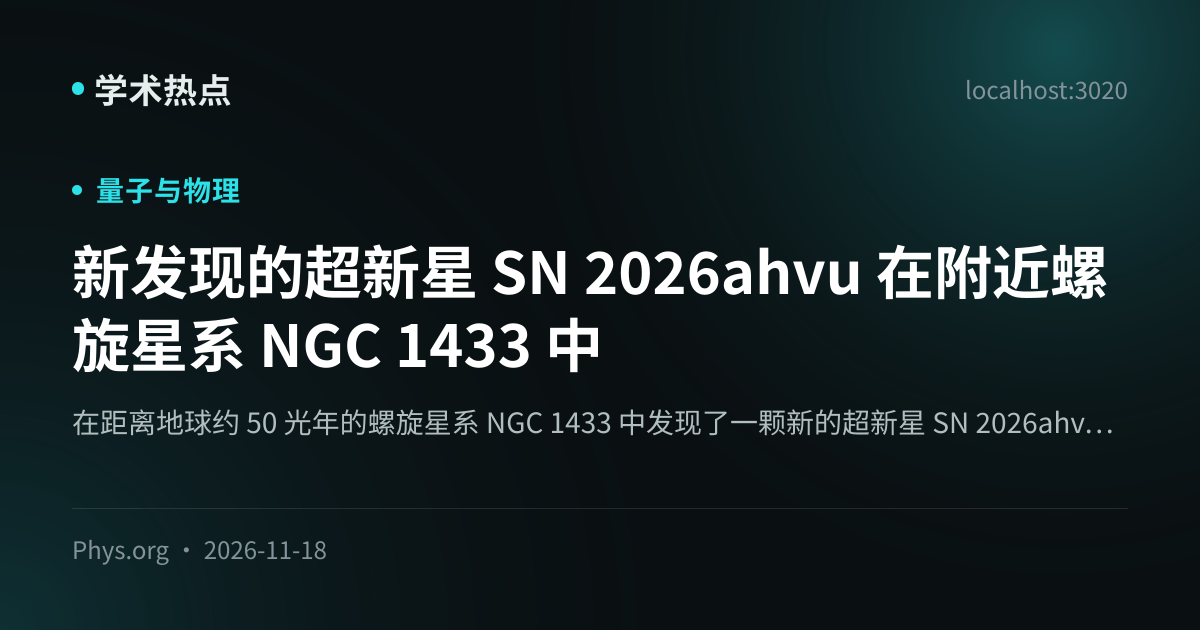 学术热点
localhost:3020
量子与物理
新发现的超新星 SN 2026ahvu 在附近螺
旋星系 NGC 1433 中
在距离地球约 50 光年的螺旋星系 NGC 1433 中发现了一颗新的超新星 SN 2026ahv…
Phys.org · 2026-11-18